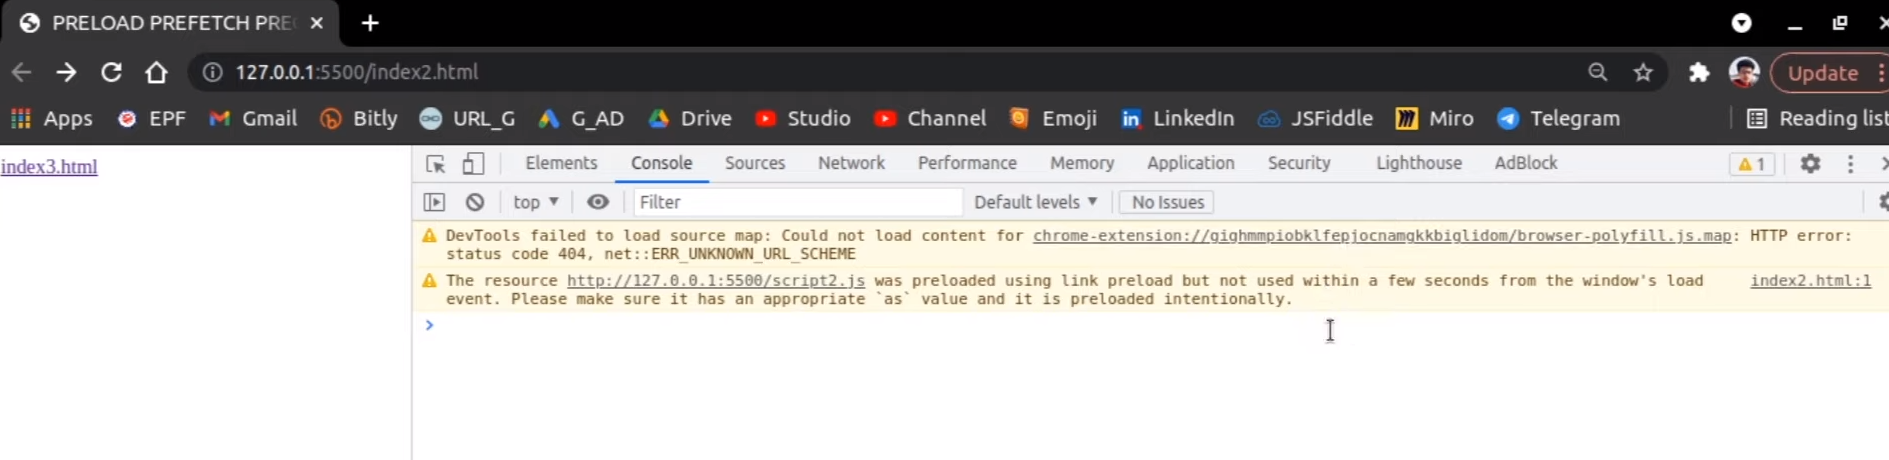 PRELOAD PREFETCH PRE
127.0.0.1:5500/index2.html
Update
Apps EPF Gmail Bitly URL_G G_AD Drive Studio Channel Emoji LinkedIn JSFiddle Miro Telegram Reading list
index3.html
Elements Console Sources Network Performance Memory Application Security Lighthouse AdBlock 1
top Filter Default levels No Issues
DevTools failed to load source map: Could not load content for chrome-extension://gighmmpiobklfepjocnamgkkbiglidom/browser-polyfill.js.map: HTTP error:
status code 404, net::ERR_UNKNOWN_URL_SCHEME
The resource http://127.0.0.1:5500/script2.js was preloaded using link preload but not used within a few seconds from the window's load index2.html:1
event. Please make sure it has an appropriate `as` value and it is preloaded intentionally.